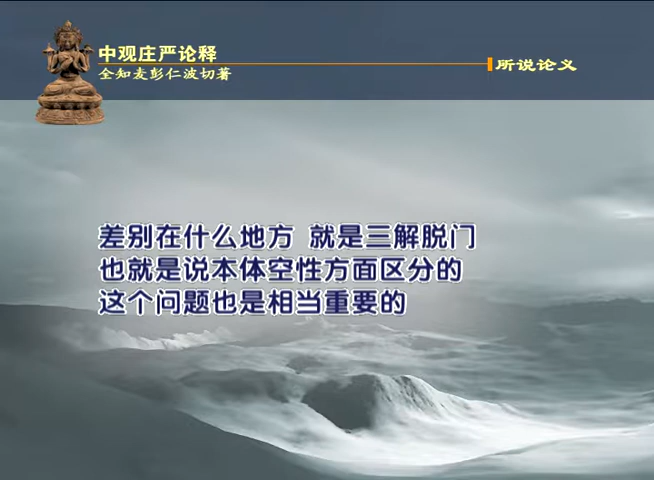 中观庄严论释
全知麦彭仁波切著
所说论义
差别在什么地方 就是三解脱门
也就是说本体空性方面区分的
这个问题也是相当重要的